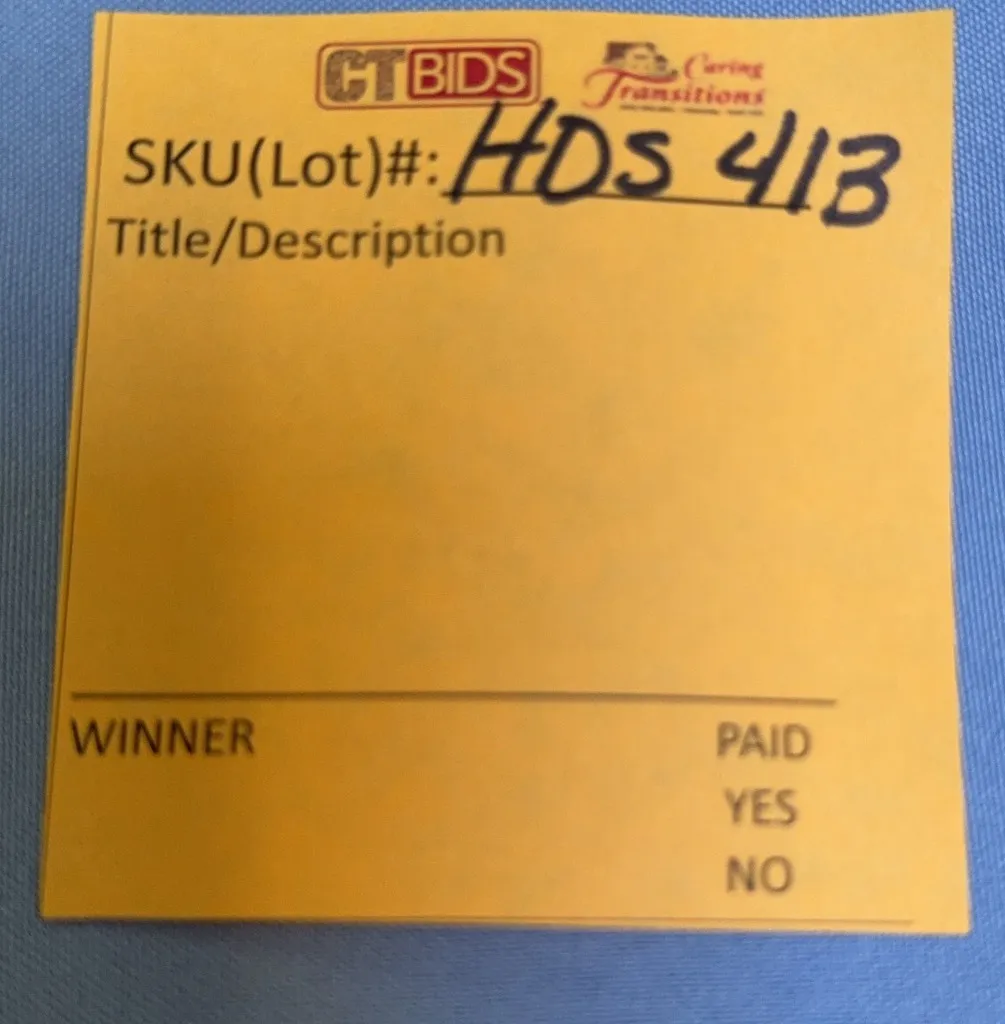 CTBIDS Caring Transitions
SKU(Lot)#: HDS 413
Title/Description
WINNER PAID
YES
NO